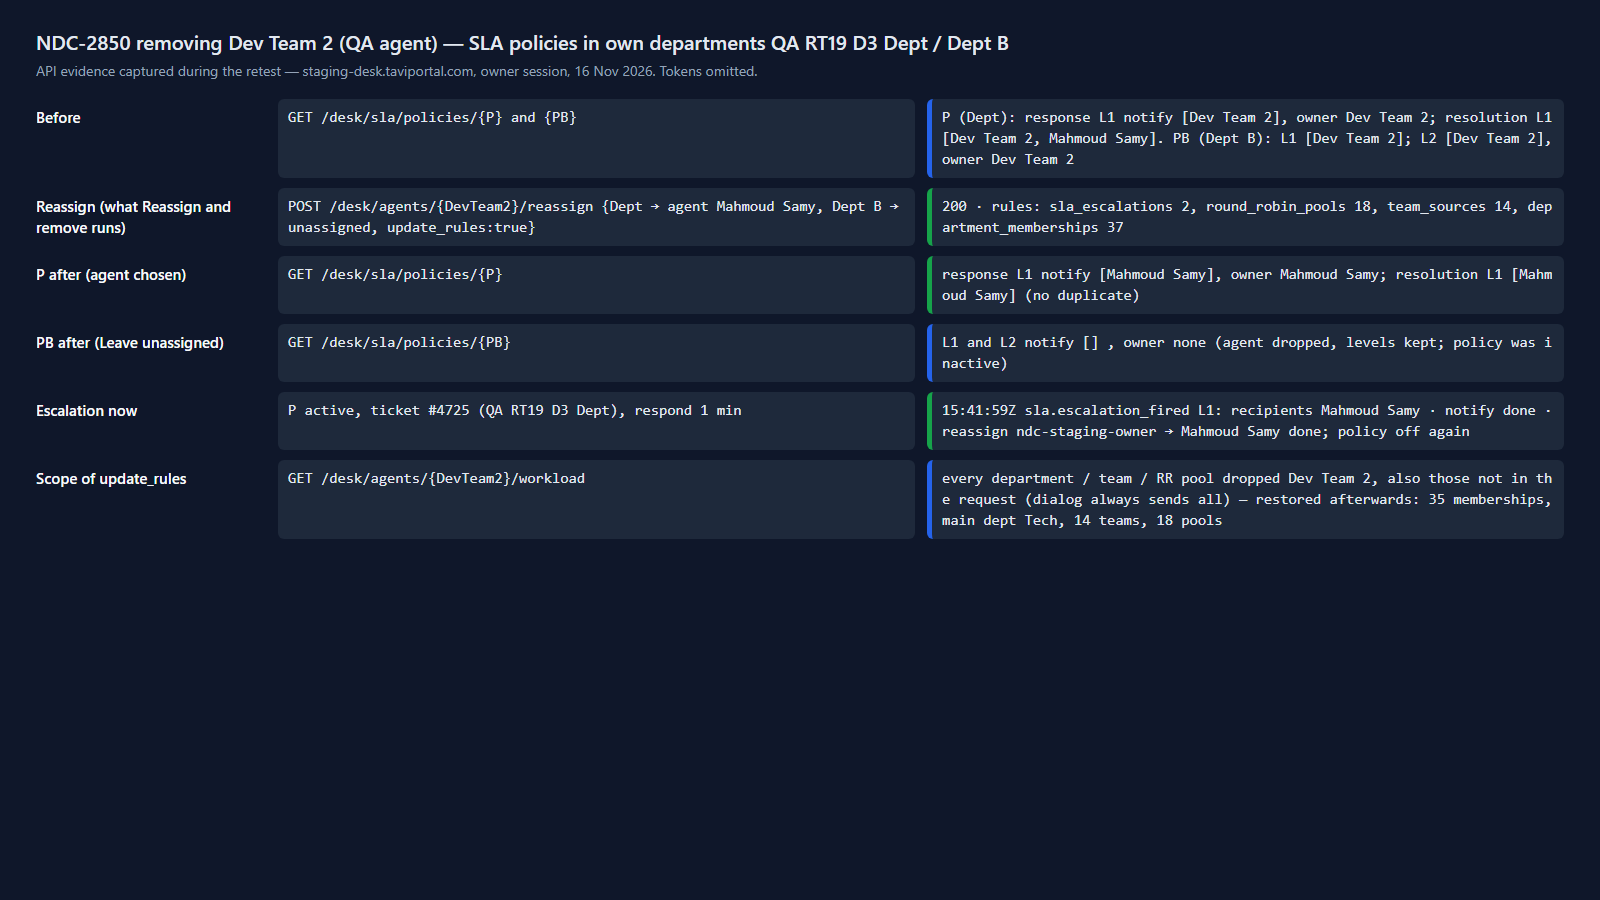 NDC-2850 removing Dev Team 2 (QA agent) — SLA policies in own departments QA RT19 D3 Dept / Dept B
API evidence captured during the retest — staging-desk.taviportal.com, owner session, 16 Nov 2026. Tokens omitted.
Before
GET /desk/sla/policies/{P} and {PB}
P (Dept): response L1 notify [Dev Team 2], owner Dev Team 2; resolution L1
[Dev Team 2, Mahmoud Samy]. PB (Dept B): L1 [Dev Team 2]; L2 [Dev Team 2],
owner Dev Team 2
Reassign (what Reassign and
remove runs)
POST /desk/agents/{DevTeam2}/reassign {Dept → agent Mahmoud Samy, Dept B →
unassigned, update_rules:true}
200 · rules: sla_escalations 2, round_robin_pools 18, team_sources 14, dep
artment_memberships 37
P after (agent chosen)
GET /desk/sla/policies/{P}
response L1 notify [Mahmoud Samy], owner Mahmoud Samy; resolution L1 [Mahm
oud Samy] (no duplicate)
PB after (Leave unassigned)
GET /desk/sla/policies/{PB}
L1 and L2 notify [] , owner none (agent dropped, levels kept; policy was i
nactive)
Escalation now
P active, ticket #4725 (QA RT19 D3 Dept), respond 1 min
15:41:59Z sla.escalation_fired L1: recipients Mahmoud Samy · notify done ·
reassign ndc-staging-owner → Mahmoud Samy done; policy off again
Scope of update_rules
GET /desk/agents/{DevTeam2}/workload
every department / team / RR pool dropped Dev Team 2, also those not in th
e request (dialog always sends all) — restored afterwards: 35 memberships,
main dept Tech, 14 teams, 18 pools